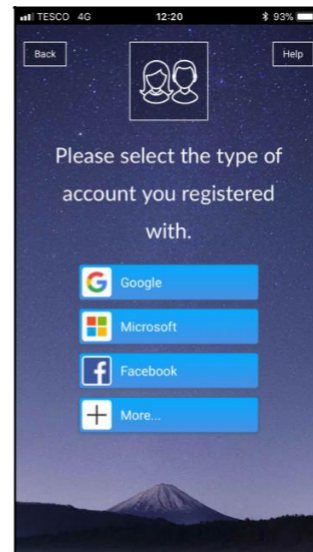 TESCO 4G 12:20 93%
Back Help
Please select the type of
account you registered
with.
Google
Microsoft
Facebook
More...